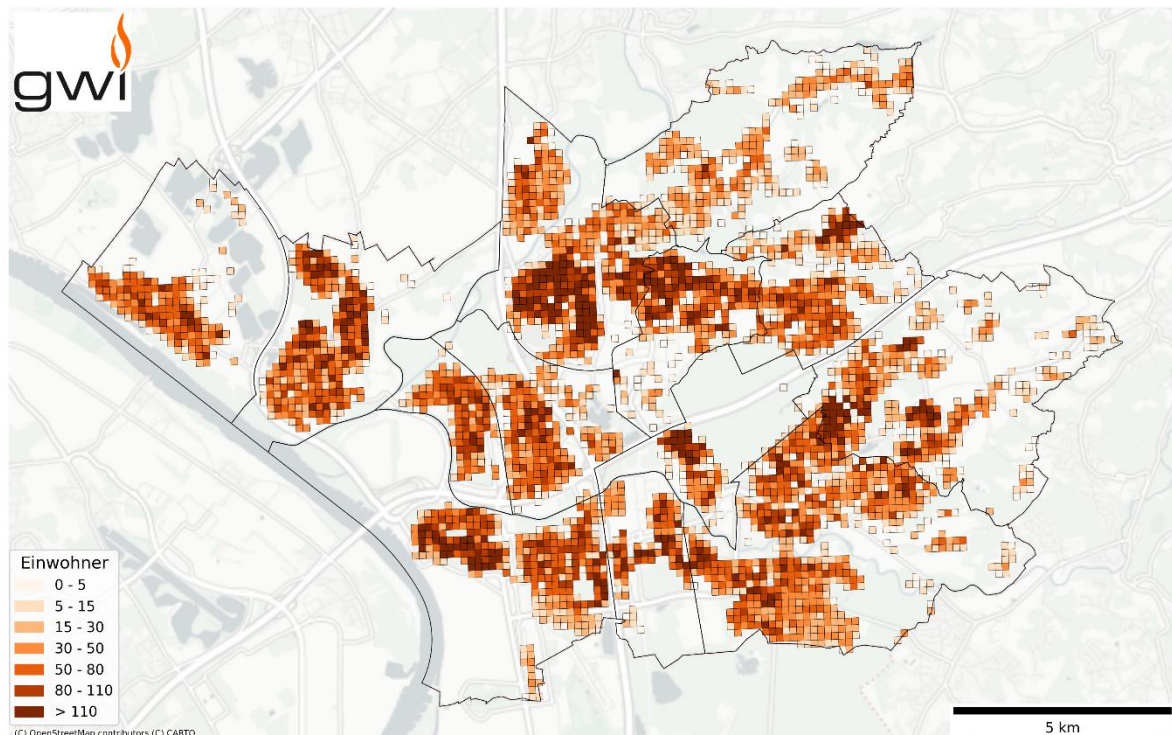 gwi
Einwohner
0 - 5
5 - 15
15 - 30
30 - 50
50 - 80
80 - 110
> 110
(C) OpenStreetMap contributors (C) CARTO
5 km